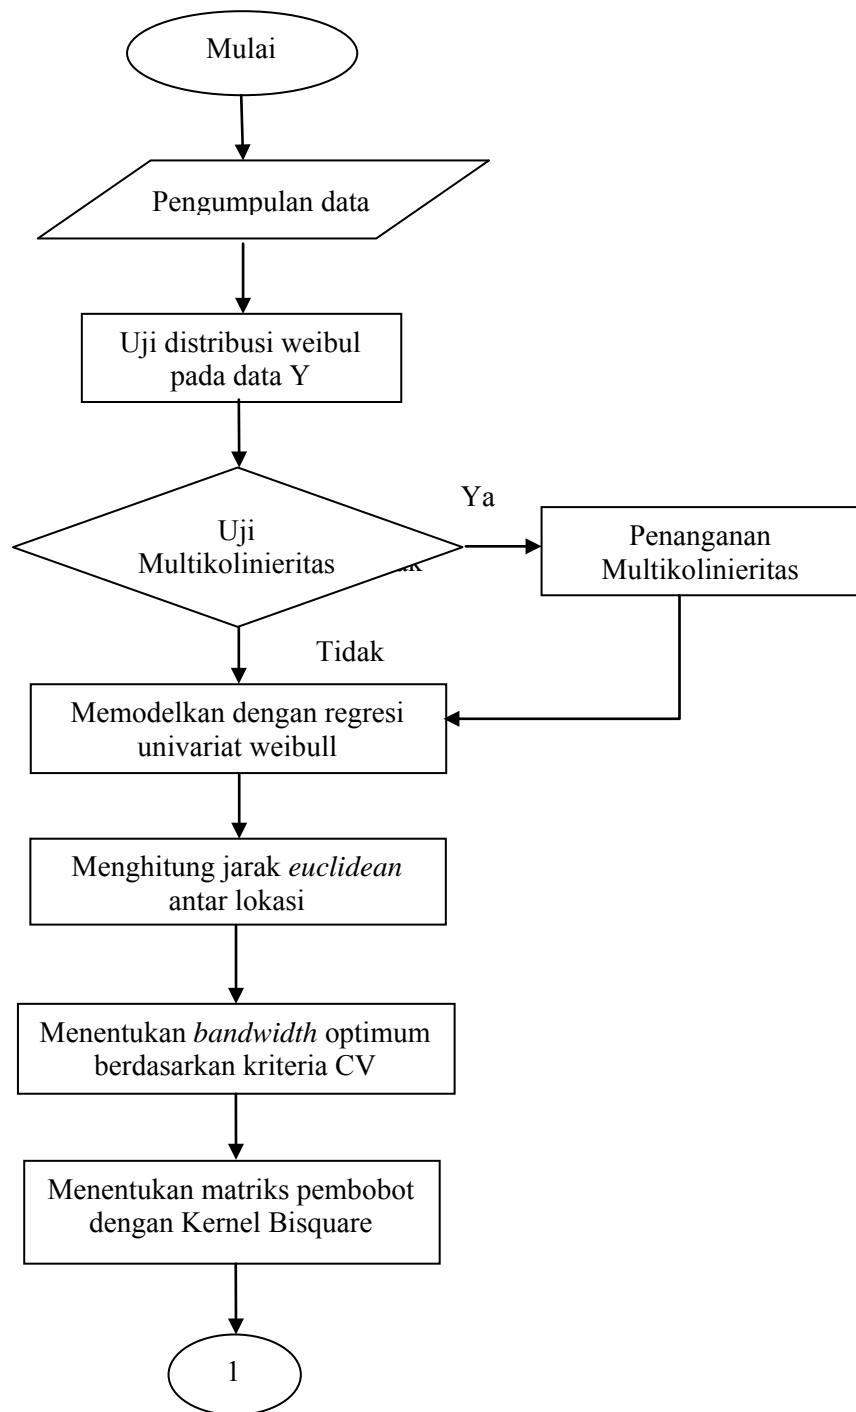 Mulai
Pengumpulan data
Uji distribusi weibul
pada data Y
Ya
Uji
Multikolinieritas
Penanganan
Multikolinieritas
Tidak
Memodelkan dengan regresi
univariat weibull
Menghitung jarak euclidean
antar lokasi
Menentukan bandwidth optimum
berdasarkan kriteria CV
Menentukan matriks pembobot
dengan Kernel Bisquare
1